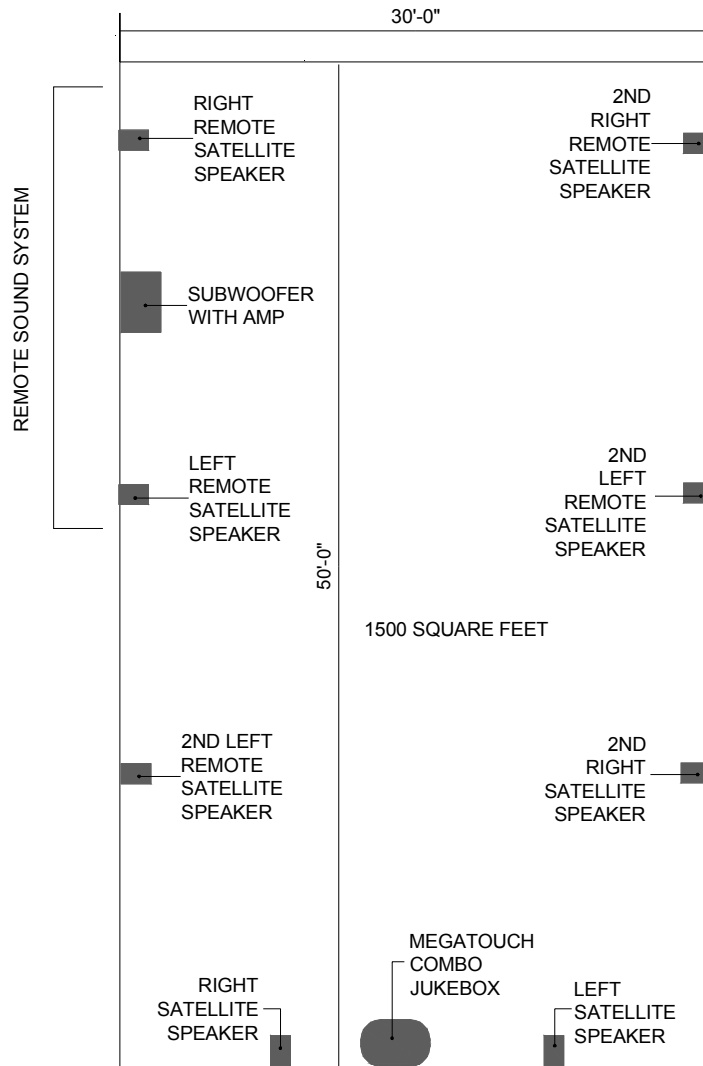 30'-0"
RIGHT
REMOTE
SATELLITE
SPEAKER
2ND
RIGHT
REMOTE
SATELLITE
SPEAKER
REMOTE SOUND SYSTEM
SUBWOOFER
WITH AMP
LEFT
REMOTE
SATELLITE
SPEAKER
2ND
LEFT
REMOTE
SATELLITE
SPEAKER
50'-0"
1500 SQUARE FEET
2ND LEFT
REMOTE
SATELLITE
SPEAKER
2ND
RIGHT
SATELLITE
SPEAKER
RIGHT
SATELLITE
SPEAKER
MEGATOUCH
COMBO
JUKEBOX
LEFT
SATELLITE
SPEAKER